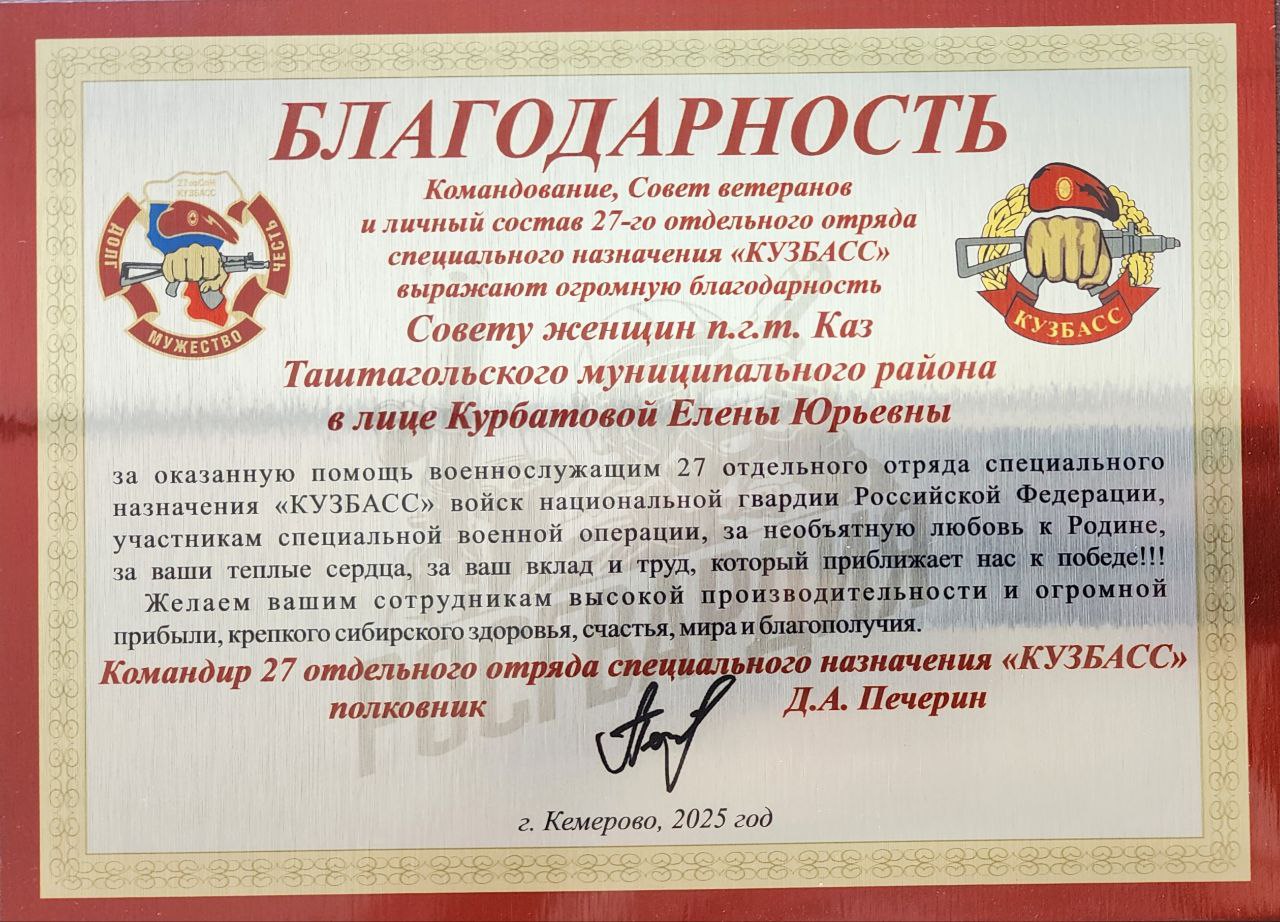 БЛАГОДАРНОСТЬ
Командование, Совет ветеранов
и личный состав 27-го отдельного отряда
специального назначения «КУЗБАСС»
выражают огромную благодарность
Совету женщин п.г.т. Каз
Таштагольского муниципального района
в лице Курбатовой Елены Юрьевны
27 обСпН
КУЗБАСС
ДОЛГ
ЧЕСТЬ
МУЖЕСТВО
КУЗБАСС
за оказанную помощь военнослужащим 27 отдельного отряда специального
назначения «КУЗБАСС» войск национальной гвардии Российской Федерации,
участникам специальной военной операции, за необъятную любовь к Родине,
за ваши теплые сердца, за ваш вклад и труд, который приближает нас к победе!!!
Желаем вашим сотрудникам высокой производительности и огромной
прибыли, крепкого сибирского здоровья, счастья, мира и благополучия.
РОСГВАРДИЯ
Командир 27 отдельного отряда специального назначения «КУЗБАСС»
полковник Д.А. Печерин
г. Кемерово, 2025 год